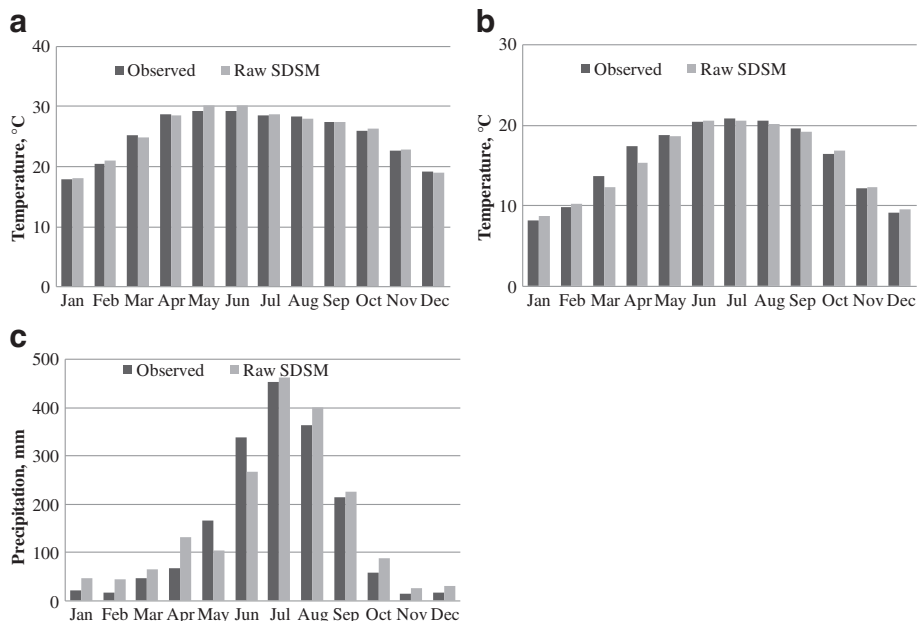 a
40
30
20
10
0
Temperature, °C
Observed Raw SDSM
Jan Feb Mar Apr May Jun Jul Aug Sep Oct Nov Dec
b
30
20
10
0
Temperature, °C
Observed Raw SDSM
Jan Feb Mar Apr May Jun Jul Aug Sep Oct Nov Dec
c
500
400
300
200
100
0
Precipitation, mm
Observed Raw SDSM
Jan Feb Mar Apr May Jun Jul Aug Sep Oct Nov Dec